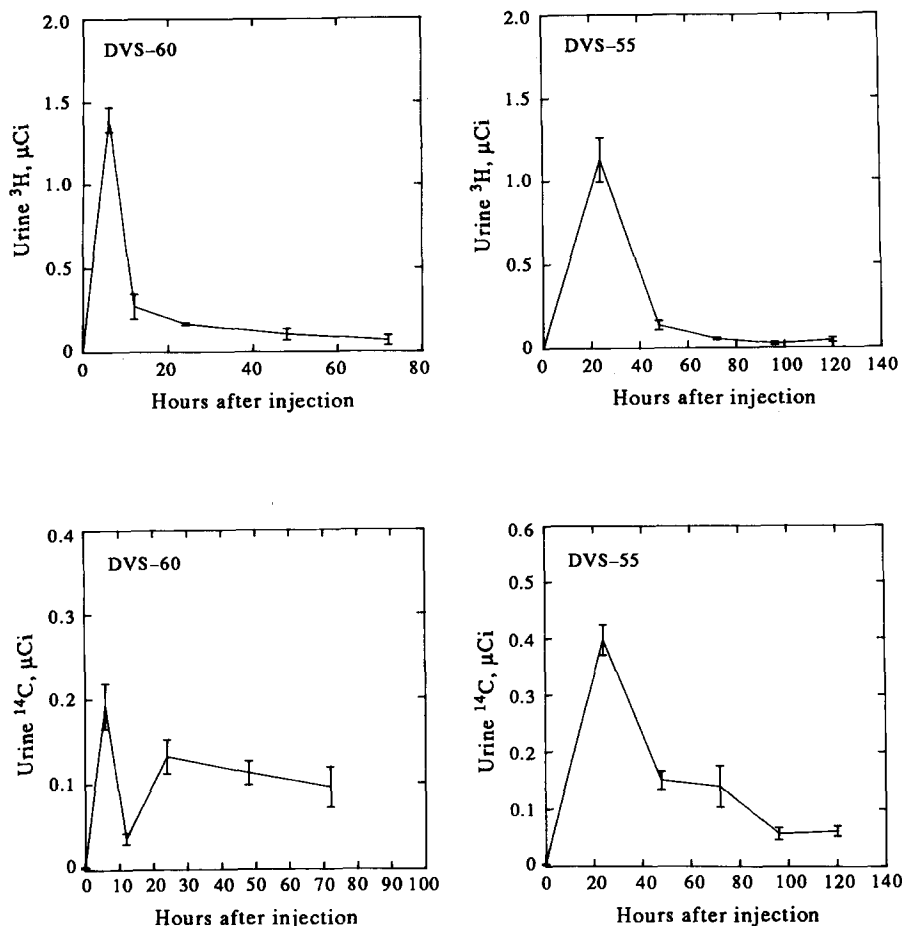 DVS–60
Urine ³H, μCi
2.0
1.5
1.0
0.5
0
0 20 40 60 80
Hours after injection
DVS–55
Urine ³H, μCi
2.0
1.5
1.0
0.5
0
0 20 40 60 80 100 120 140
Hours after injection
DVS–60
Urine ¹⁴C, μCi
0.4
0.3
0.2
0.1
0
0 10 20 30 40 50 60 70 80 90 100
Hours after injection
DVS–55
Urine ¹⁴C, μCi
0.6
0.5
0.4
0.3
0.2
0.1
0
0 20 40 60 80 100 120 140
Hours after injection